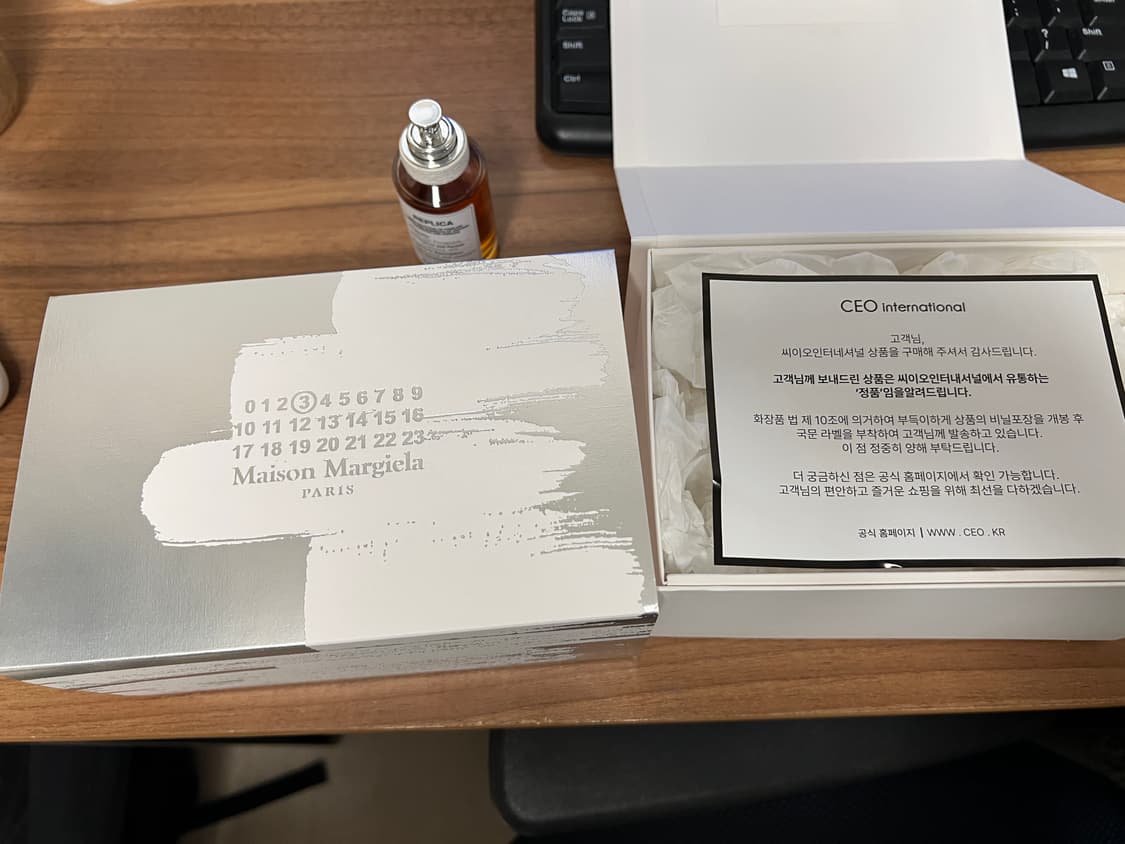 Caps
Lock
Shift
Ctrl
?
Shift
REPLICA
0 1 2 3 4 5 6 7 8 9
10 11 12 13 14 15 16
17 18 19 20 21 22 23
Maison Margiela
PARIS
CEO international
고객님,
씨이오인터네셔널 상품을 구매해 주셔서 감사드립니다.
고객님께 보내드린 상품은 씨이오인터내서널에서 유통하는
'정품'임을알려드립니다.
화장품 법 제 10조에 의거하여 부득이하게 상품의 비닐포장을 개봉 후
국문 라벨을 부착하여 고객님께 발송하고 있습니다.
이 점 정중히 양해 부탁드립니다.
더 궁금하신 점은 공식 홈페이지에서 확인 가능합니다.
고객님의 편안하고 즐거운 쇼핑을 위해 최선을 다하겠습니다.
공식 홈페이지 | WWW . CEO . KR